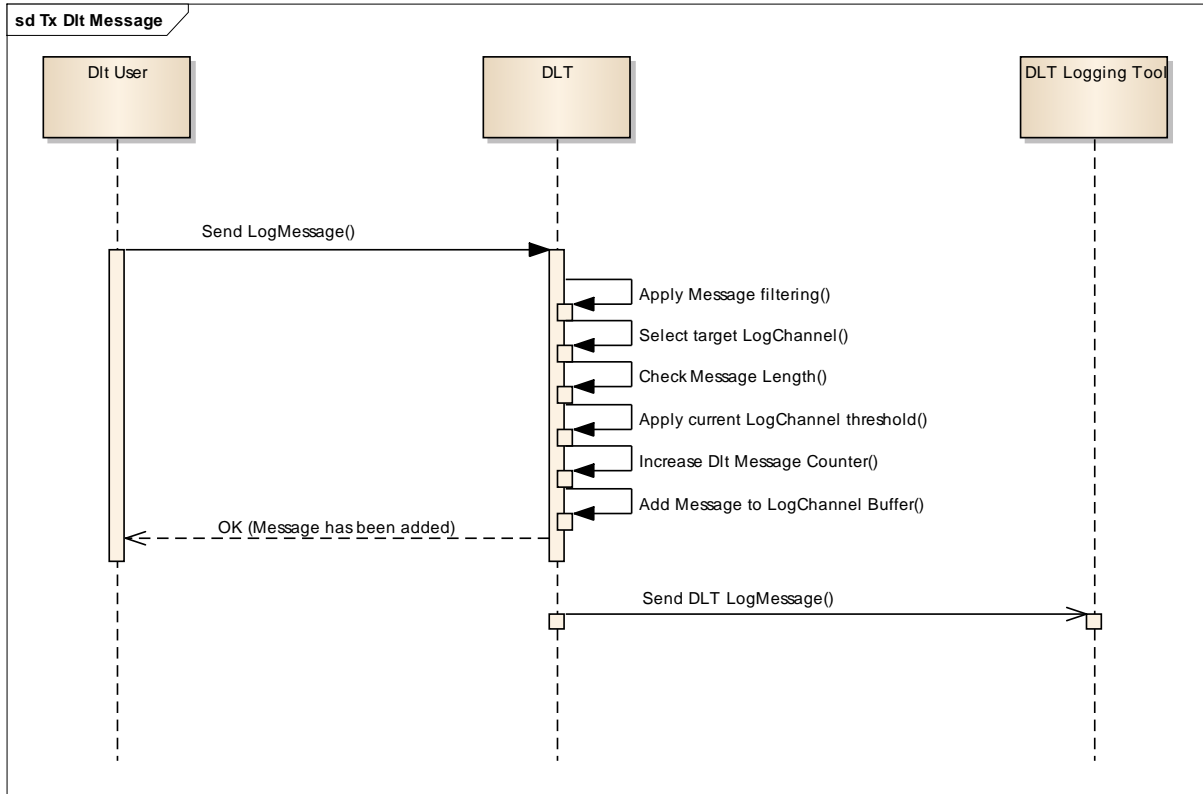 sd Tx Dlt Message
Dlt User
DLT
DLT Logging Tool
Send LogMessage()
Apply Message filtering()
Select target LogChannel()
Check Message Length()
Apply current LogChannel threshold()
Increase Dlt Message Counter()
Add Message to LogChannel Buffer()
OK (Message has been added)
Send DLT LogMessage()